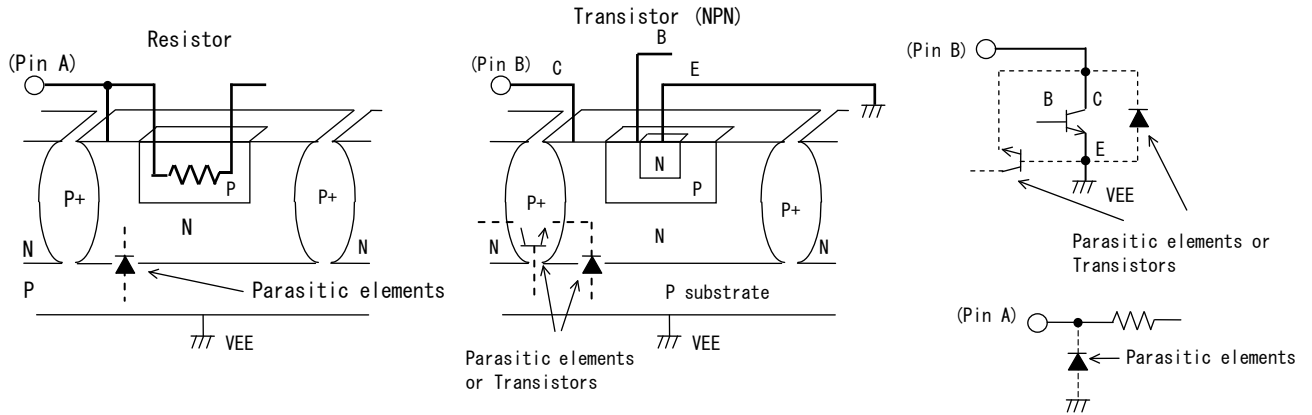 Resistor
(Pin A)
P+
N
P
P+
N
N
P
Parasitic elements
VEE
Transistor (NPN)
B
(Pin B)
C
E
N
P
P+
P+
N
N
N
P substrate
VEE
Parasitic elements
or Transistors
(Pin B)
B
C
E
VEE
Parasitic elements or
Transistors
(Pin A)
Parasitic elements